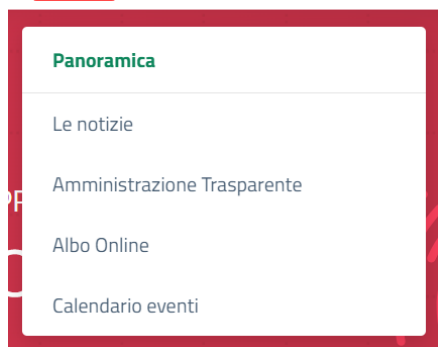 Panoramica
Le notizie
Amministrazione Trasparente
Albo Online
Calendario eventi